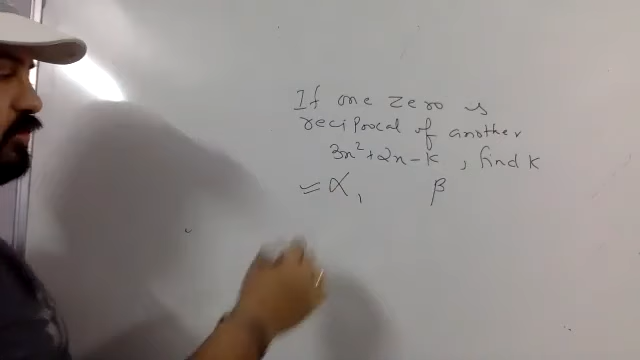 If one zero is
reciprocal of another
3x²+2x-k, find k
= α, β